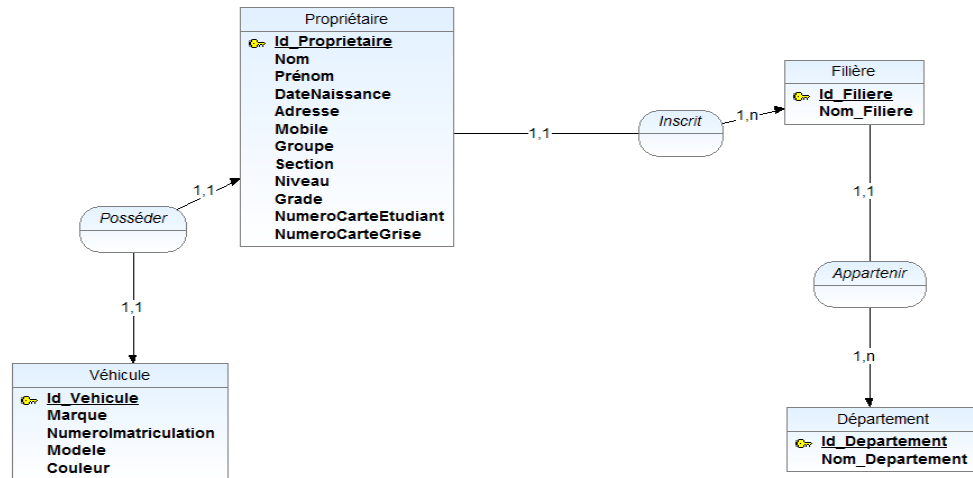 Propriétaire
Id_Proprietaire
Nom
Prénom
DateNaissance
Adresse
Mobile
Groupe
Section
Niveau
Grade
NumeroCarteEtudiant
NumeroCarteGrise
1,1
Inscrit
1,n
Filière
Id_Filiere
Nom_Filiere
1,1
Posséder
1,1
1,1
Appartenir
1,n
Véhicule
Id_Vehicule
Marque
NumeroImatriculation
Modele
Couleur
Département
Id_Departement
Nom_Departement